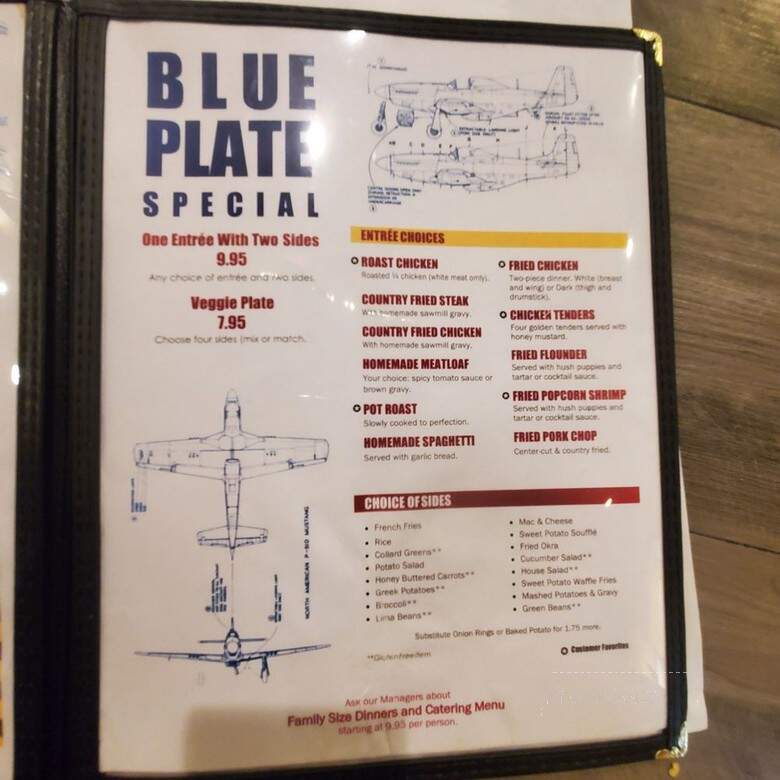 BLUE
PLATE
SPECIAL
One Entrée With Two Sides
9.95
Any choice of entrée and two sides.
Veggie Plate
7.95
Choose four sides (mix or match.
NORTH AMERICAN P-51D MUSTANG
ENTRÉE CHOICES
ROAST CHICKEN
Roasted ¼ chicken (white meat only).
COUNTRY FRIED STEAK
With homemade sawmill gravy.
COUNTRY FRIED CHICKEN
With homemade sawmill gravy.
HOMEMADE MEATLOAF
Your choice: spicy tomato sauce or
brown gravy.
POT ROAST
Slowly cooked to perfection.
HOMEMADE SPAGHETTI
Served with garlic bread.
FRIED CHICKEN
Two-piece dinner. White (breast
and wing) or Dark (thigh and
drumstick).
CHICKEN TENDERS
Four golden tenders served with
honey mustard.
FRIED FLOUNDER
Served with hush puppies and
tartar or cocktail sauce.
FRIED POPCORN SHRIMP
Served with hush puppies and
tartar or cocktail sauce.
FRIED PORK CHOP
Center-cut & country fried.
CHOICE OF SIDES
• French Fries
• Rice
• Collard Greens**
• Potato Salad
• Honey Buttered Carrots**
• Greek Potatoes**
• Broccoli**
• Lima Beans**
• Mac & Cheese
• Sweet Potato Soufflé
• Fried Okra
• Cucumber Salad**
• House Salad**
• Sweet Potato Waffle Fries
• Mashed Potatoes & Gravy
• Green Beans**
Substitute Onion Rings or Baked Potato for 1.75 more.
**Gluten free item
Customer Favorites
Ask our Managers about
Family Size Dinners and Catering Menu
starting at 9.95 per person.